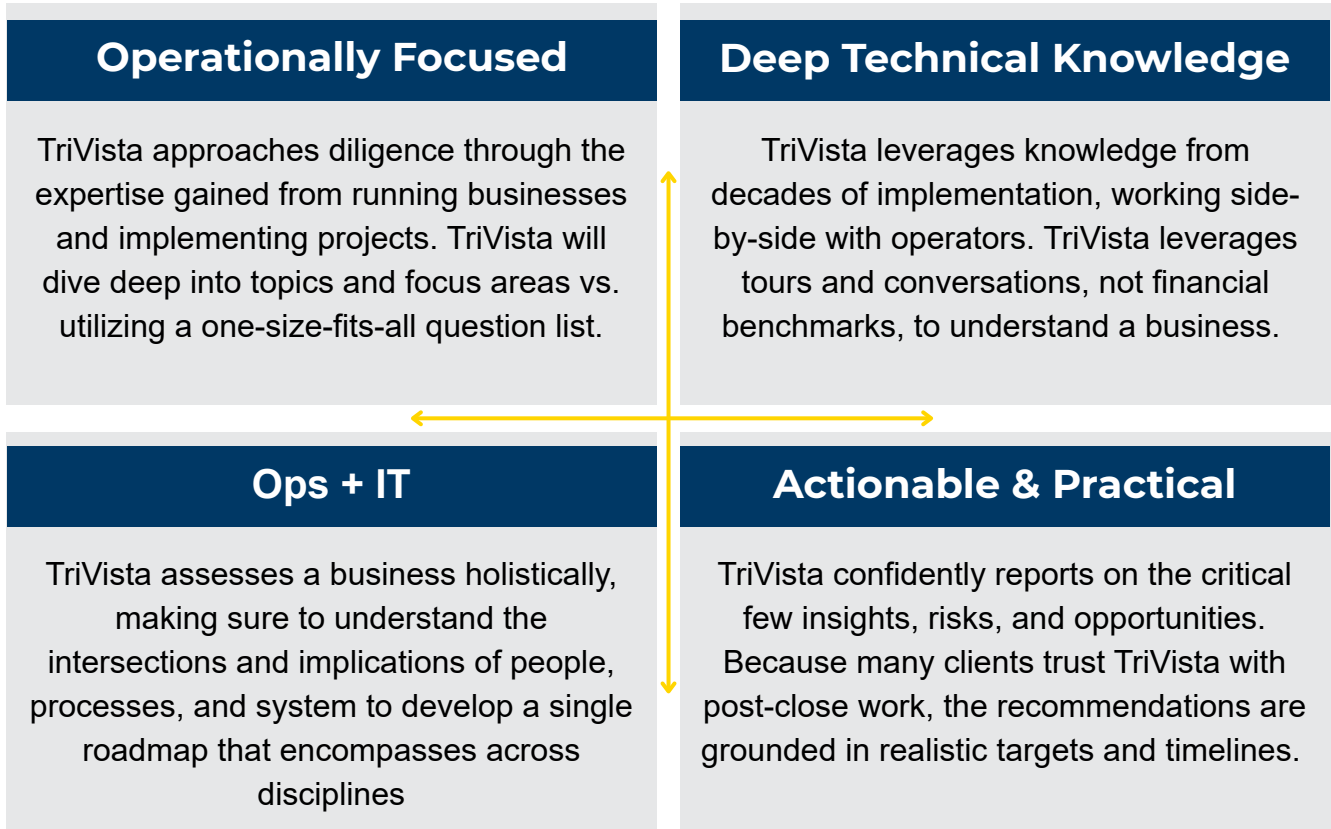 Operationally Focused
TriVista approaches diligence through the
expertise gained from running businesses
and implementing projects. TriVista will
dive deep into topics and focus areas vs.
utilizing a one-size-fits-all question list.
Deep Technical Knowledge
TriVista leverages knowledge from
decades of implementation, working side-
by-side with operators. TriVista leverages
tours and conversations, not financial
benchmarks, to understand a business.
Ops + IT
TriVista assesses a business holistically,
making sure to understand the
intersections and implications of people,
processes, and system to develop a single
roadmap that encompasses across
disciplines
Actionable & Practical
TriVista confidently reports on the critical
few insights, risks, and opportunities.
Because many clients trust TriVista with
post-close work, the recommendations are
grounded in realistic targets and timelines.